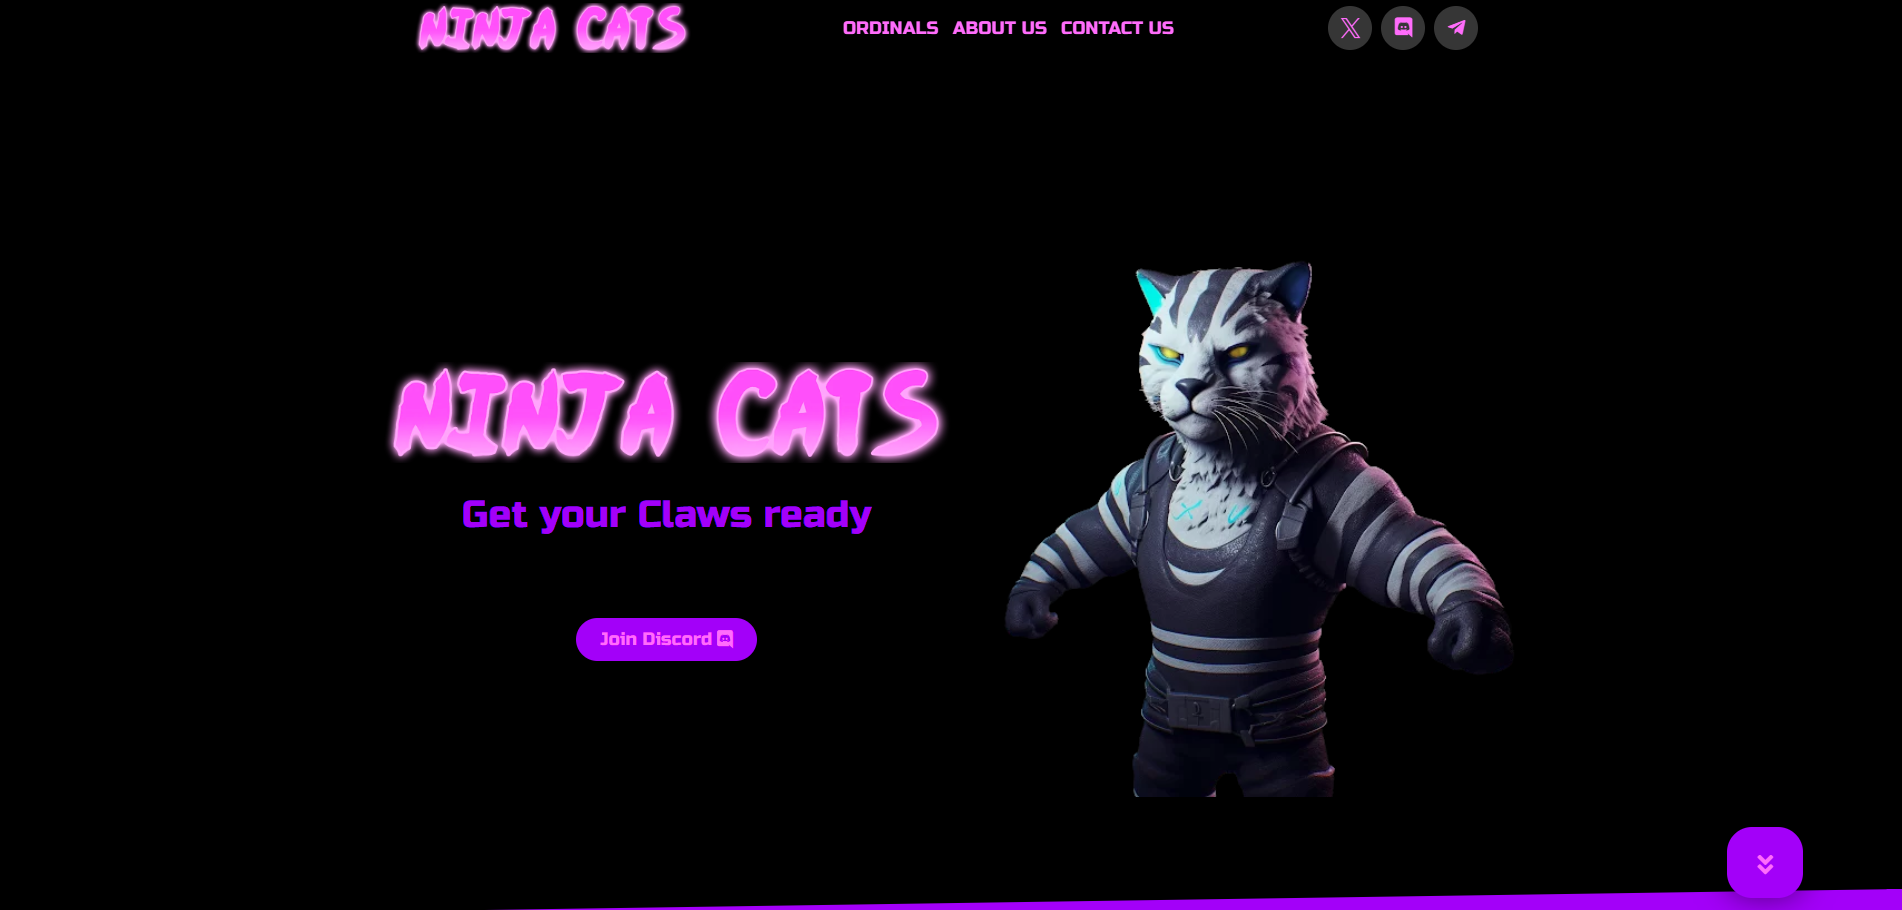 NINJA CATS
ORDINALS ABOUT US CONTACT US
NINJA CATS
Get your Claws ready
Join Discord